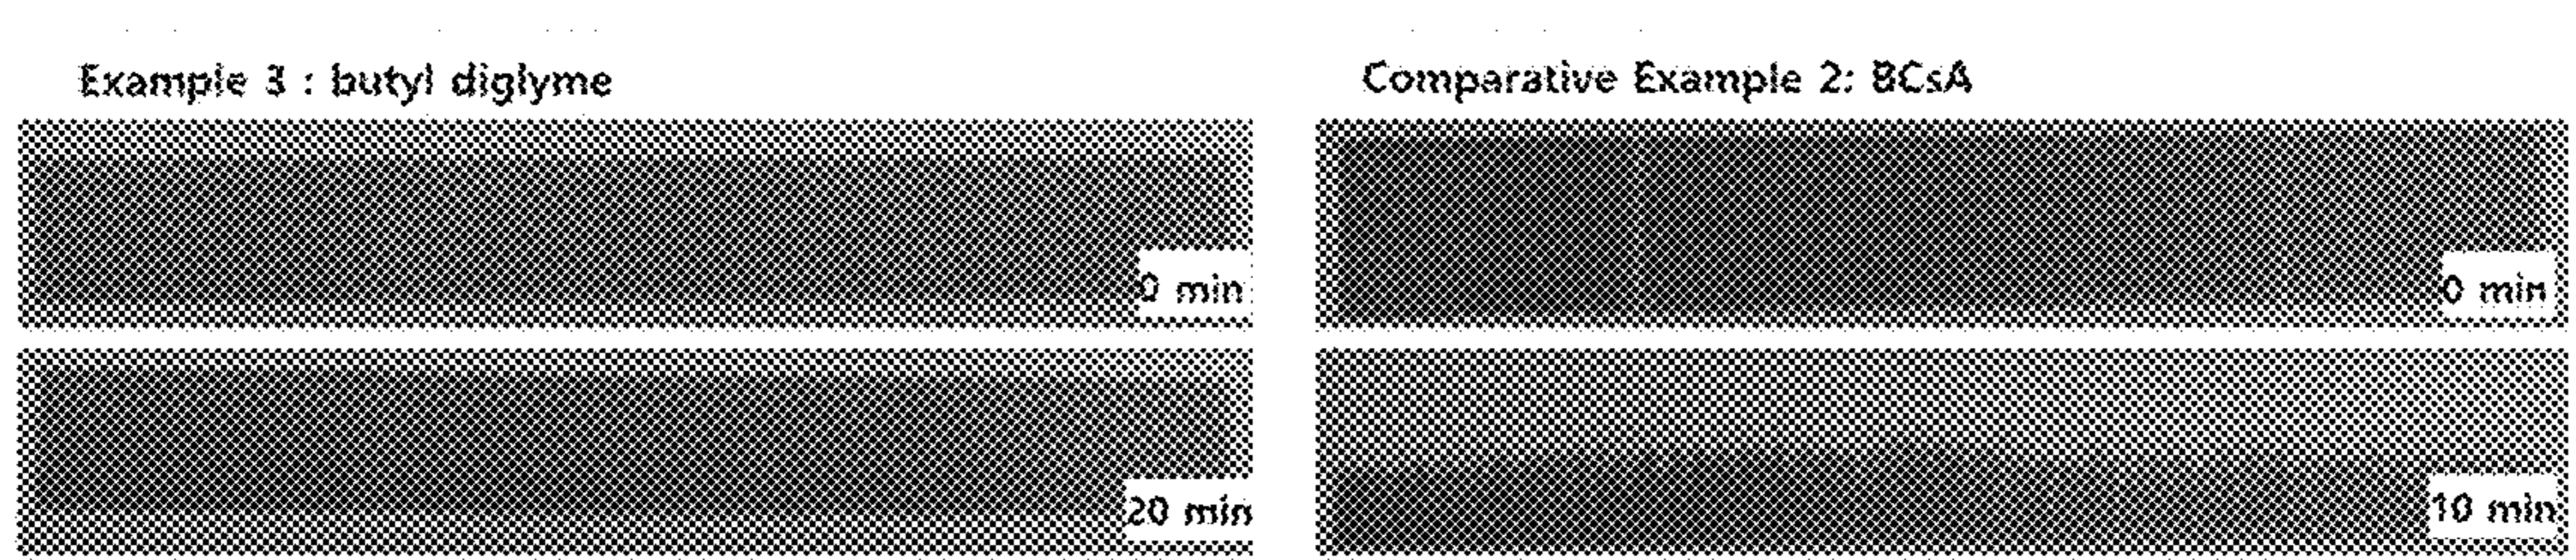 Example 3 : butyl diglyme
0 min
20 min
Comparative Example 2: BCsA
0 min
10 min